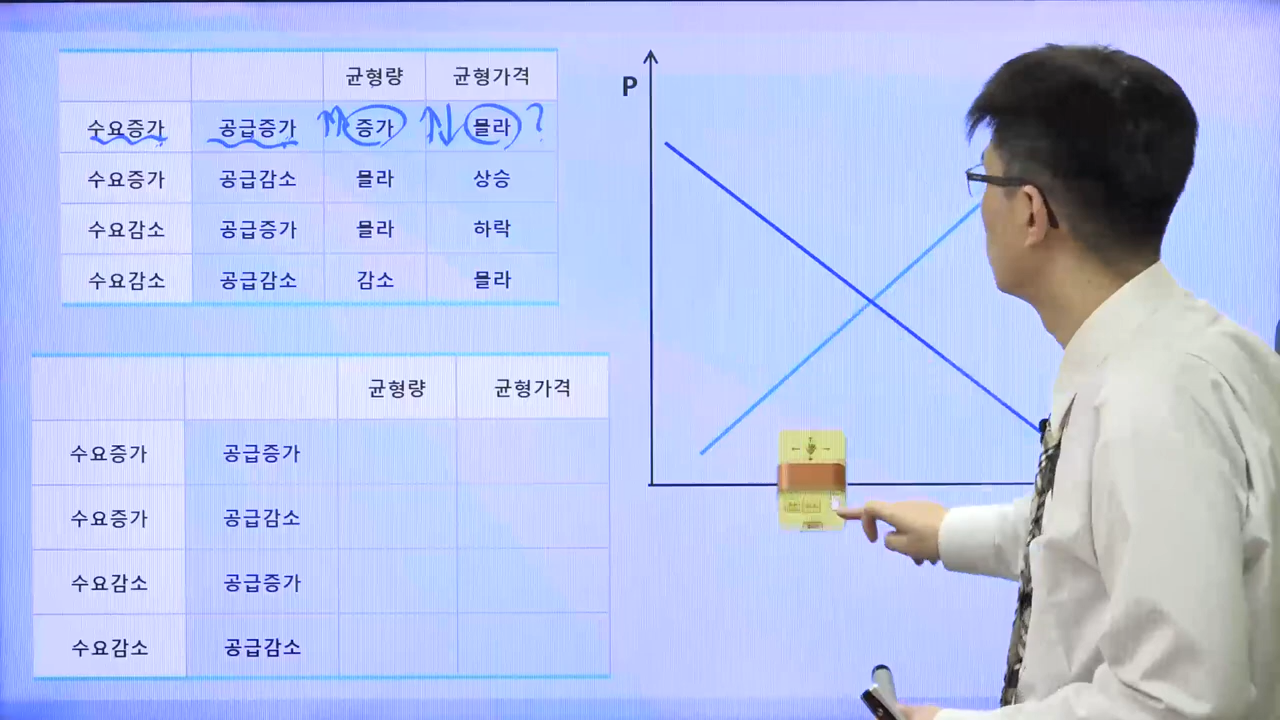 균형량 균형가격
수요증가 공급증가 증가 몰라 ?
수요증가 공급감소 몰라 상승
수요감소 공급증가 몰라 하락
수요감소 공급감소 감소 몰라
균형량 균형가격
수요증가 공급증가
수요증가 공급감소
수요감소 공급증가
수요감소 공급감소
P